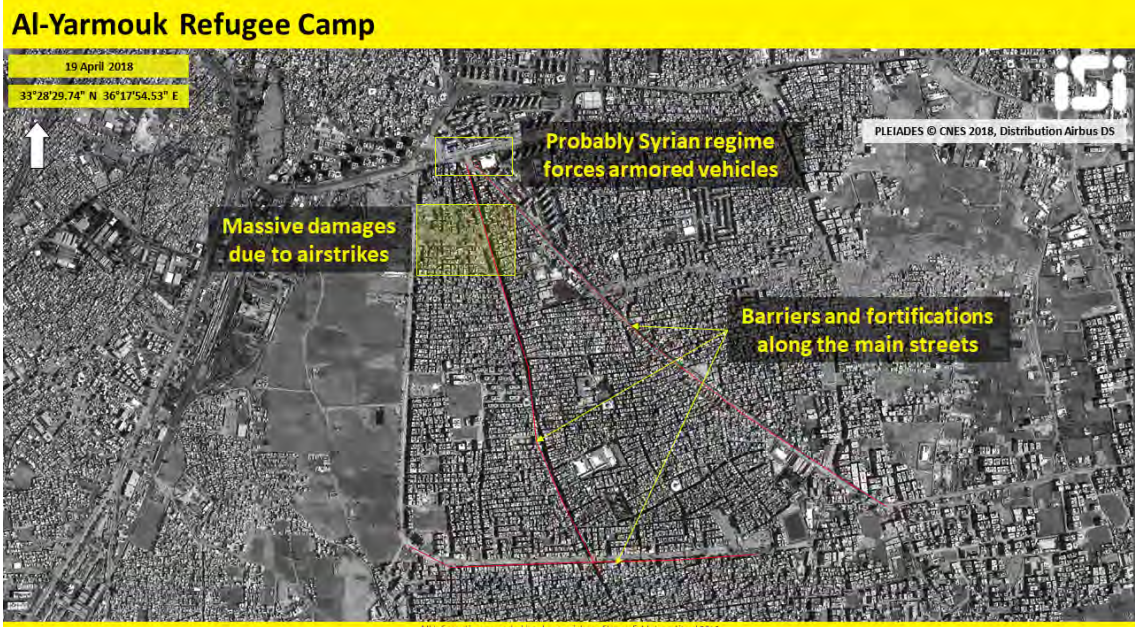 Al-Yarmouk Refugee Camp
19 April 2018
33°28'29.74" N 36°17'54.53" E
iSi
PLEIADES © CNES 2018, Distribution Airbus DS
Probably Syrian regime
forces armored vehicles
Massive damages
due to airstrikes
Barriers and fortifications
along the main streets